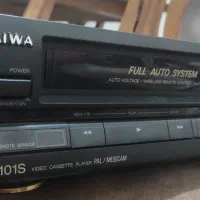 AIWA
FULL AUTO SYSTEM
POWER
AUTO VOLTAGE • WIRELESS REMOTE CONTROL
REMOTE SENSOR
101S VIDEO CASSETTE PLAYER PAL/MESECAM